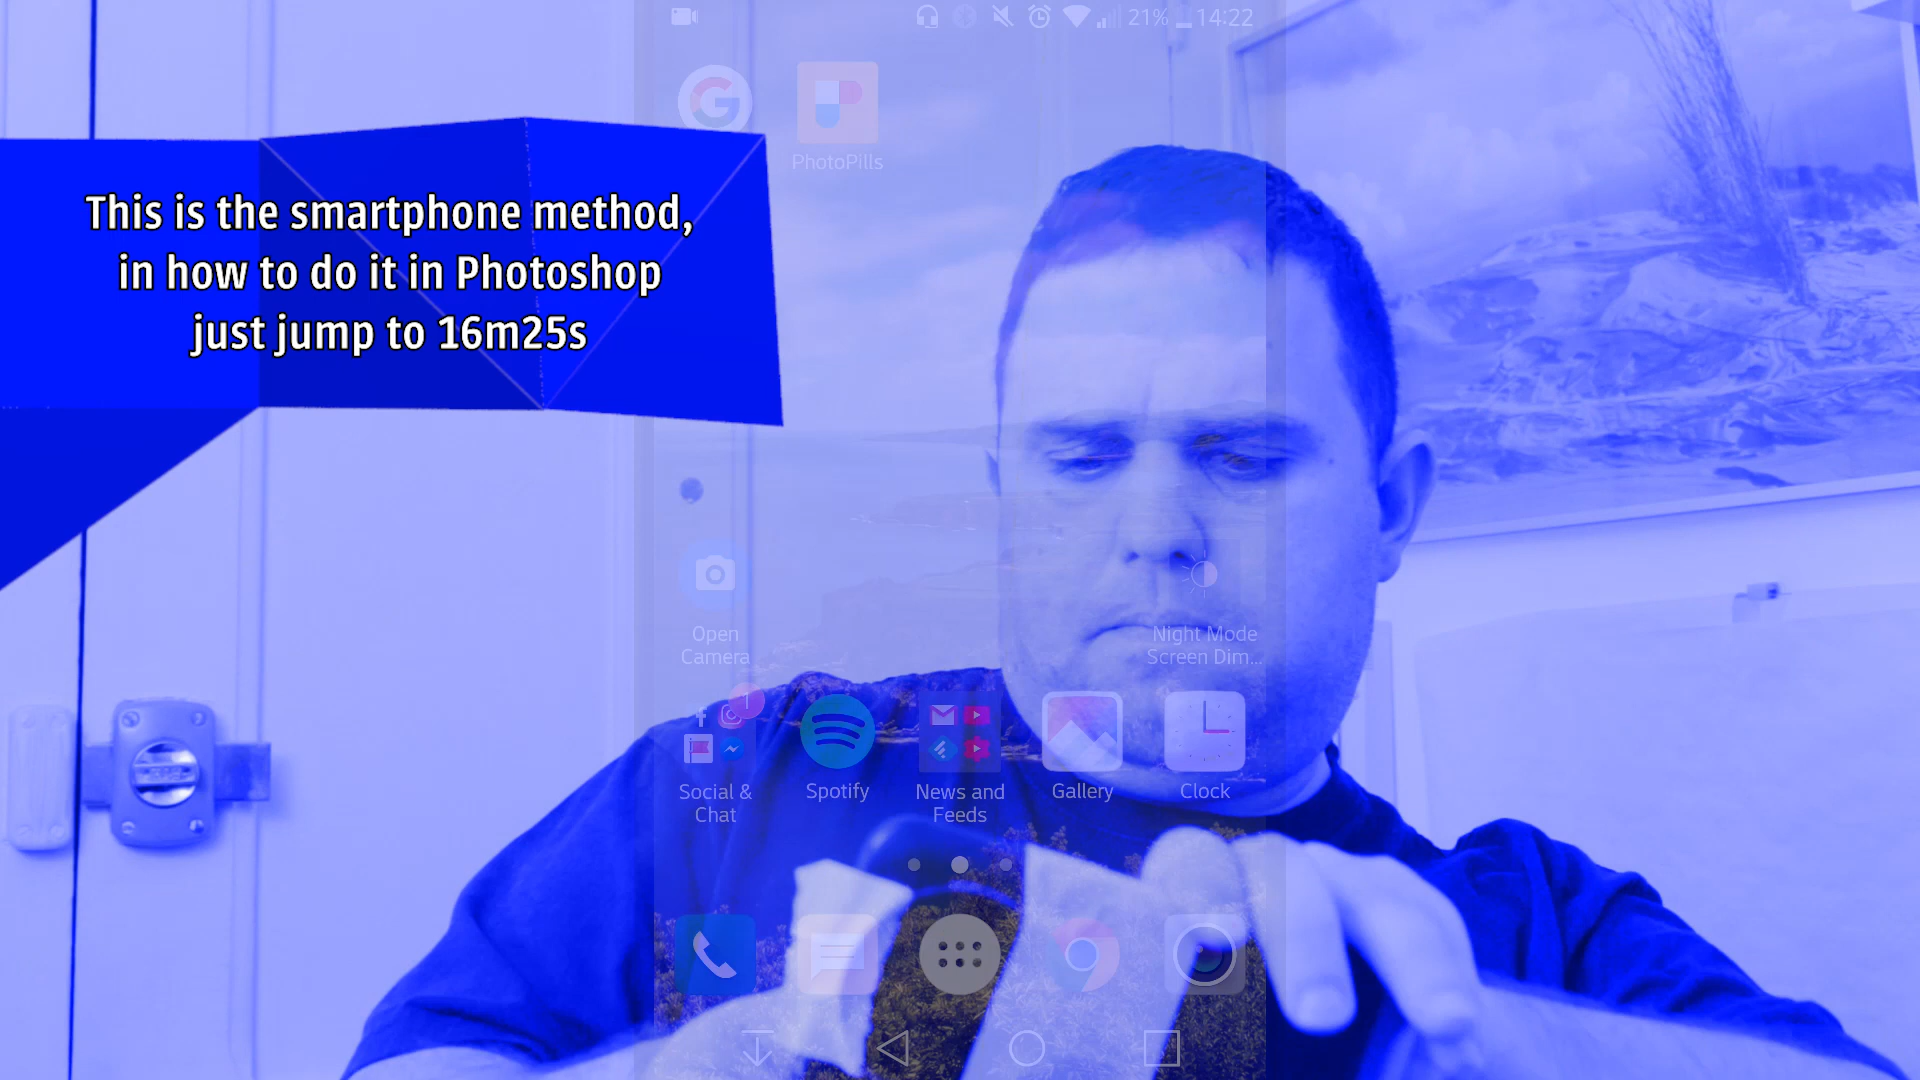 21% 14:22
PhotoPills
This is the smartphone method,
in how to do it in Photoshop
just jump to 16m25s
Open
Camera
Night Mode
Screen Dim...
1
Social &
Chat
Spotify
News and
Feeds
Gallery
Clock